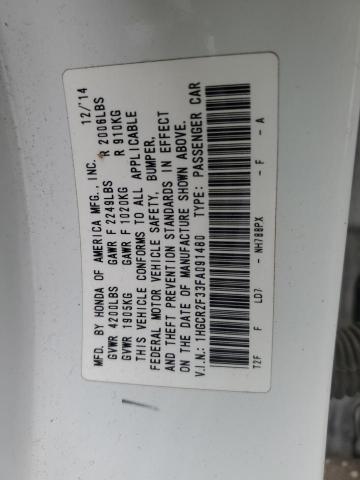 MFD. BY HONDA OF AMERICA MFG., INC. 12/'14
GVWR 4200LBS GAWR F 2249LBS R 2006LBS
GVWR 1905KG GAWR F 1020KG R 910KG
THIS VEHICLE CONFORMS TO ALL APPLICABLE
FEDERAL MOTOR VEHICLE SAFETY, BUMPER,
AND THEFT PREVENTION STANDARDS IN EFFECT
ON THE DATE OF MANUFACTURE SHOWN ABOVE.
V.I.N.: 1HGCR2F33FA091480 TYPE: PASSENGER CAR
T2F F LD7 - NH788PX - F - A